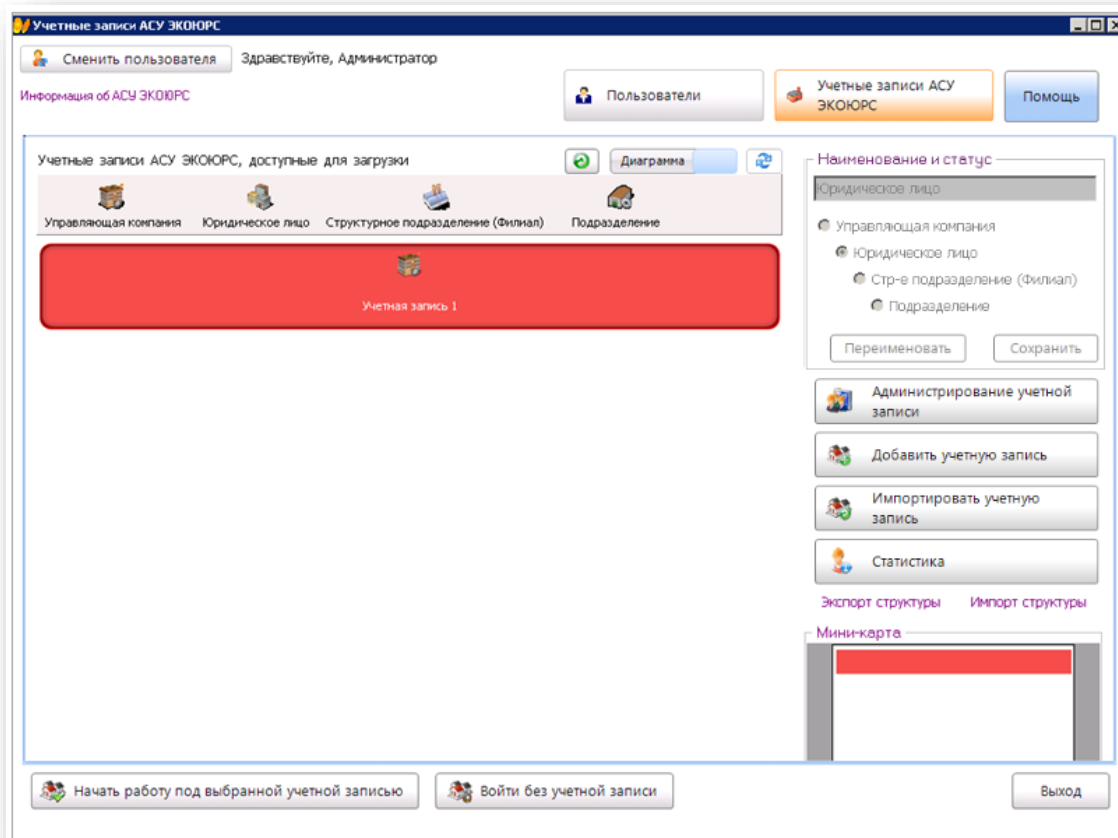 Учетные записи АСУ ЭКОЮРС
Сменить пользователя
Здравствуйте, Администратор
Информация об АСУ ЭКОЮРС
Пользователи
Учетные записи АСУ
ЭКОЮРС
Помощь
Учетные записи АСУ ЭКОЮРС, доступные для загрузки
Диаграмма
Управляющая компания
Юридическое лицо
Структурное подразделение (Филиал)
Подразделение
Учетная запись 1
Наименование и статус
Юридическое лицо
Управляющая компания
Юридическое лицо
Стр-е подразделение (Филиал)
Подразделение
Переименовать
Сохранить
Администрирование учетной
записи
Добавить учетную запись
Импортировать учетную
запись
Статистика
Экспорт структуры
Импорт структуры
Мини-карта
Начать работу под выбранной учетной записью
Войти без учетной записи
Выход